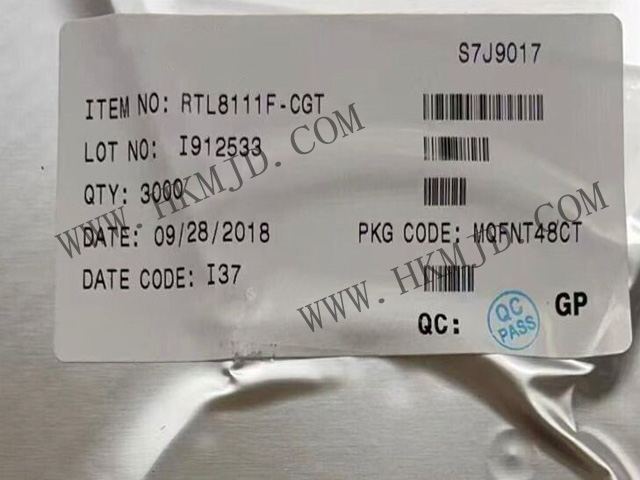 S7J9017
ITEM NO: RTL8111F-CGT
LOT NO: I912533
QTY: 3000
DATE: 09/28/2018 PKG CODE: MQFNT48CT
DATE CODE: I37
QC: QC PASS GP
WWW.HKMJD.COM
WWW.HKMJD.COM